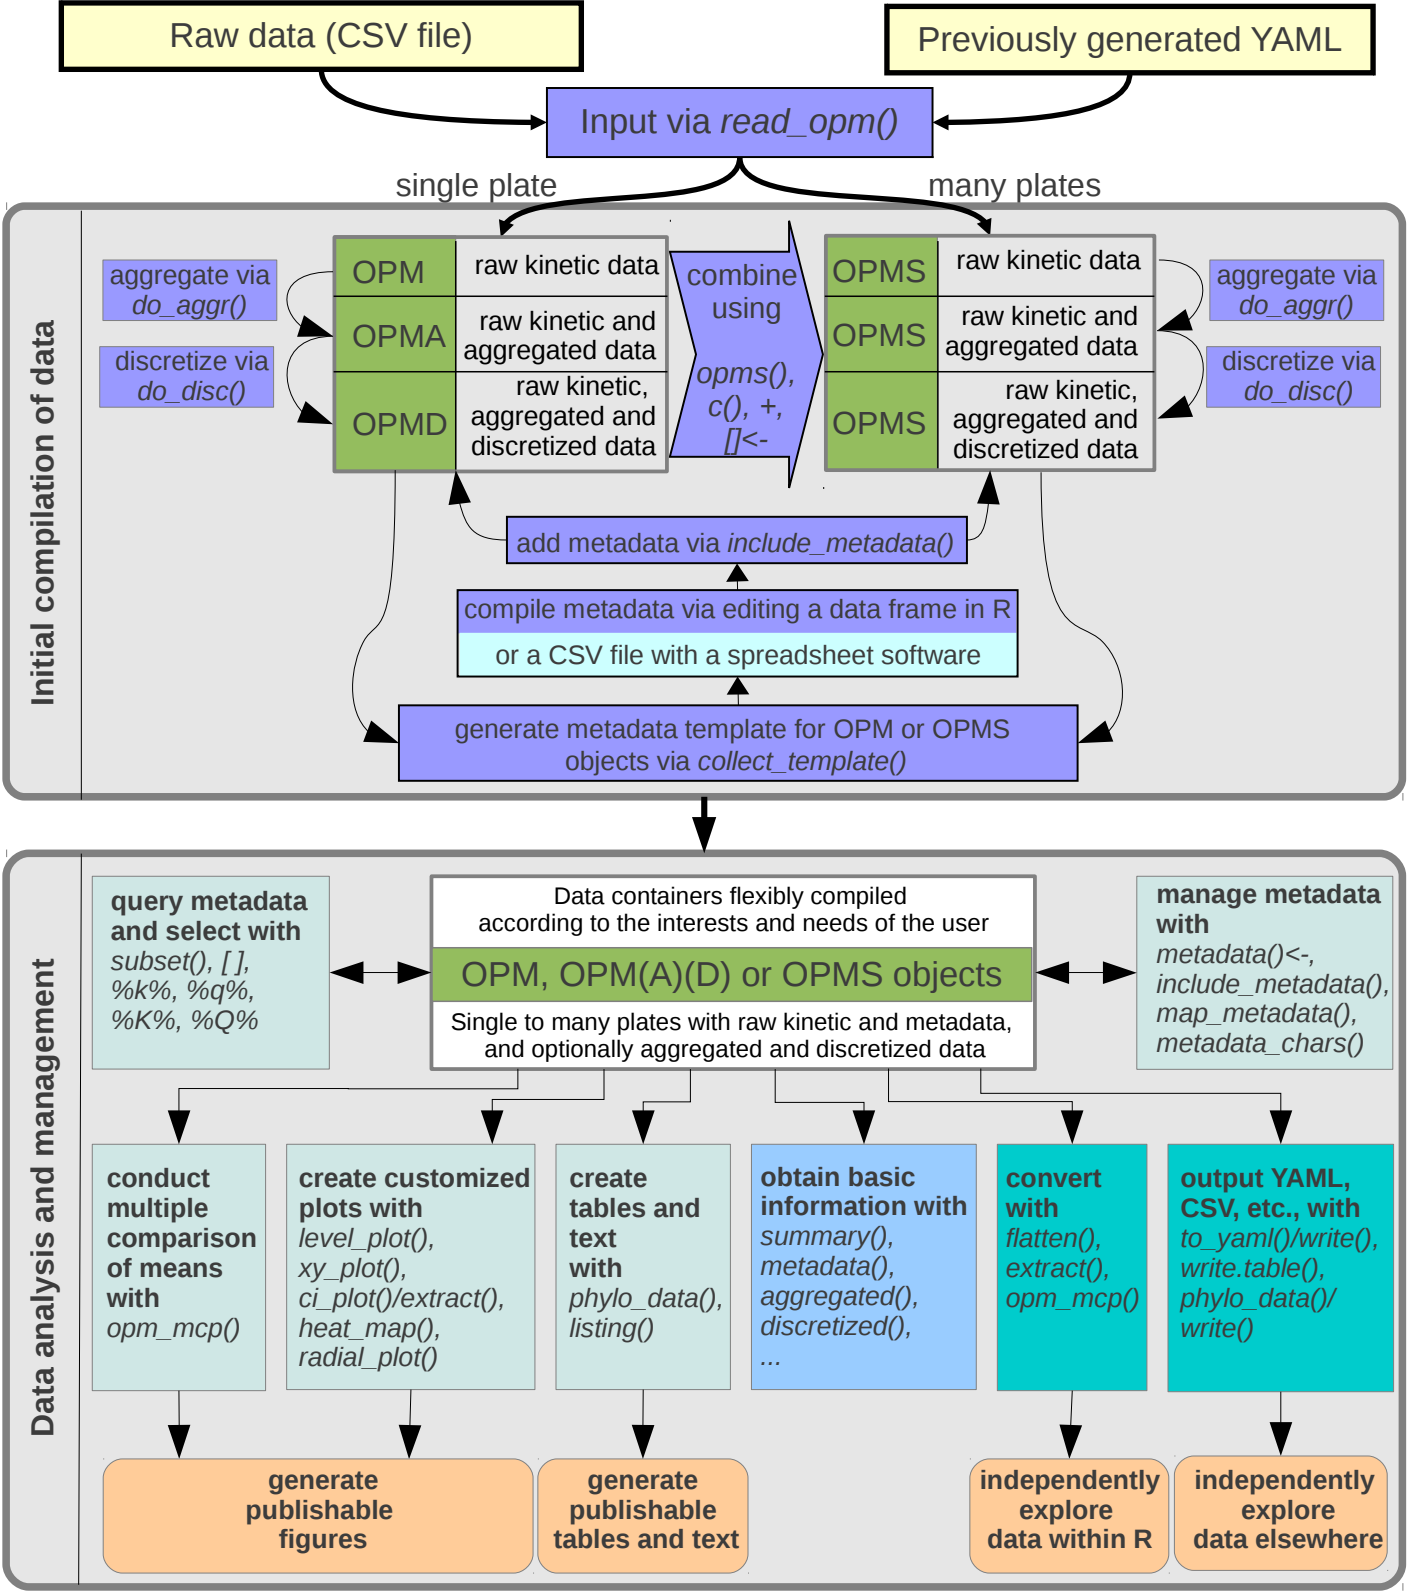 Raw data (CSV file)
Previously generated YAML
Input via read_opm()
single plate
many plates
Initial compilation of data
aggregate via
do_aggr()
discretize via
do_disc()
OPM
raw kinetic data
OPMA
raw kinetic and
aggregated data
OPMD
raw kinetic,
aggregated and
discretized data
combine
using
opms(),
c(), +,
[]<-
OPMS
raw kinetic data
OPMS
raw kinetic and
aggregated data
OPMS
raw kinetic,
aggregated and
discretized data
aggregate via
do_aggr()
discretize via
do_disc()
add metadata via include_metadata()
compile metadata via editing a data frame in R
or a CSV file with a spreadsheet software
generate metadata template for OPM or OPMS
objects via collect_template()
Data analysis and management
query metadata
and select with
subset(), [ ],
%k%, %q%,
%K%, %Q%
Data containers flexibly compiled
according to the interests and needs of the user
OPM, OPM(A)(D) or OPMS objects
Single to many plates with raw kinetic and metadata,
and optionally aggregated and discretized data
manage metadata
with
metadata()<-,
include_metadata(),
map_metadata(),
metadata_chars()
conduct
multiple
comparison
of means
with
opm_mcp()
create customized
plots with
level_plot(),
xy_plot(),
ci_plot()/extract(),
heat_map(),
radial_plot()
create
tables and
text
with
phylo_data(),
listing()
obtain basic
information with
summary(),
metadata(),
aggregated(),
discretized(),
...
convert
with
flatten(),
extract(),
opm_mcp()
output YAML,
CSV, etc., with
to_yaml()/write(),
write.table(),
phylo_data()/
write()
generate
publishable
figures
generate
publishable
tables and text
independently
explore
data within R
independently
explore
data elsewhere